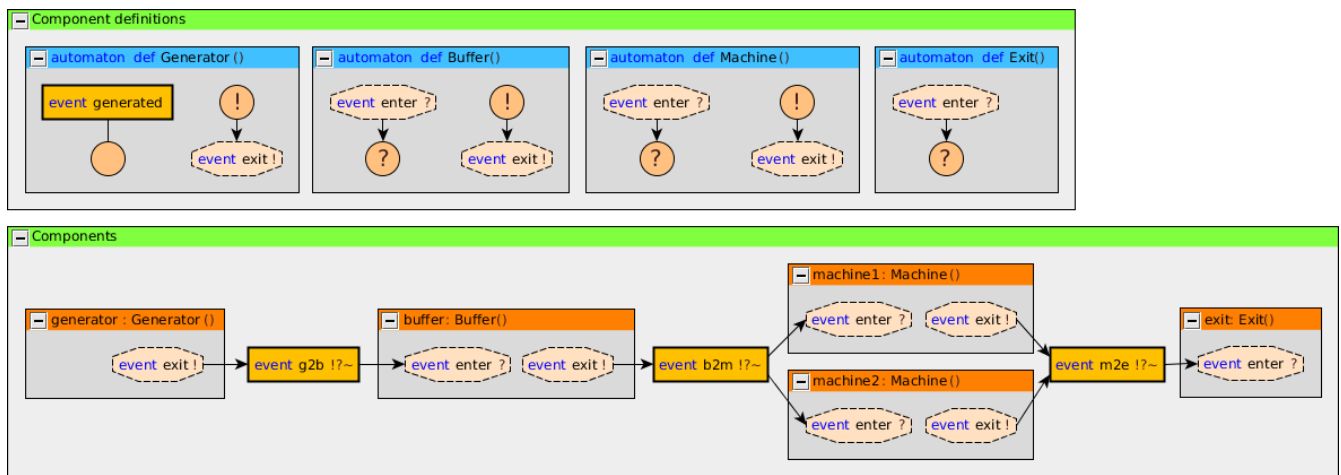 Component definitions
automaton def Generator()
automaton def Buffer()
automaton def Machine()
automaton def Exit()
event generated
!
event enter ?
!
event enter ?
!
event enter ?
event exit !
?
event exit !
?
event exit !
?
Components
generator : Generator()
event exit !
event g2b !?~
buffer: Buffer()
event enter ?
event exit !
event b2m !?~
machine1: Machine()
event enter ?
event exit !
machine2: Machine()
event enter ?
event exit !
event m2e !?~
exit: Exit()
event enter ?